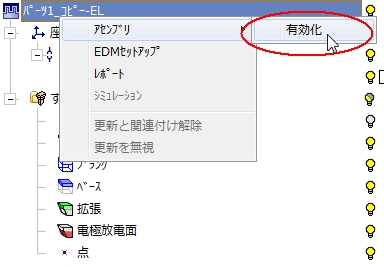 ﾊﾟｰﾂ1_ｺﾋﾟｰ-EL
座
ｱｾﾝﾌﾞﾘ
有効化
EDMｾｯﾄｱｯﾌﾟ
ﾚﾎﾟｰﾄ
す
ｼﾐｭﾚｰｼｮﾝ
更新と関連付け解除
更新を無視
ﾌﾞﾗﾝｸ
ﾍﾞｰｽ
拡張
電極放電面
点